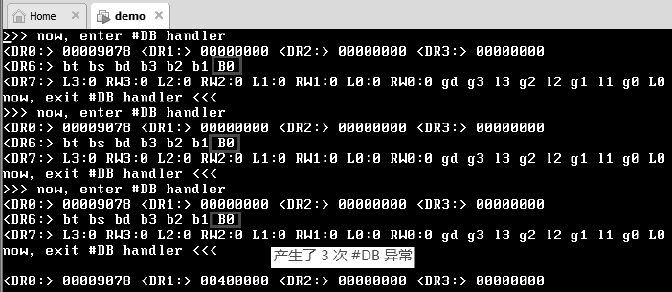 Home × demo ×
>>> now, enter #DB handler
<DR0:> 00009078 <DR1:> 00000000 <DR2:> 00000000 <DR3:> 00000000
<DR6:> bt bs bd b3 b2 b1 B0
<DR7:> L3:0 RW3:0 L2:0 RW2:0 L1:0 RW1:0 L0:0 RW0:0 gd g3 l3 g2 l2 g1 l1 g0 L0
now, exit #DB handler <<<
>>> now, enter #DB handler
<DR0:> 00009078 <DR1:> 00000000 <DR2:> 00000000 <DR3:> 00000000
<DR6:> bt bs bd b3 b2 b1 B0
<DR7:> L3:0 RW3:0 L2:0 RW2:0 L1:0 RW1:0 L0:0 RW0:0 gd g3 l3 g2 l2 g1 l1 g0 L0
now, exit #DB handler <<<
>>> now, enter #DB handler
<DR0:> 00009078 <DR1:> 00000000 <DR2:> 00000000 <DR3:> 00000000
<DR6:> bt bs bd b3 b2 b1 B0
<DR7:> L3:0 RW3:0 L2:0 RW2:0 L1:0 RW1:0 L0:0 RW0:0 gd g3 l3 g2 l2 g1 l1 g0 L0
now, exit #DB handler <<<
产生了 3 次 #DB 异常
<DR0:> 00009078 <DR1:> 00400000 <DR2:> 00000000 <DR3:> 00000000